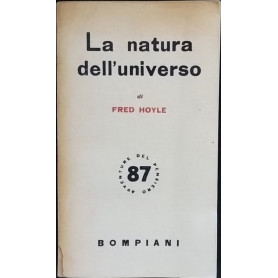 La natura
dell'universo
di
FRED HOYLE
AVVENTURE DEL PENSIERO
87
BOMPIANI